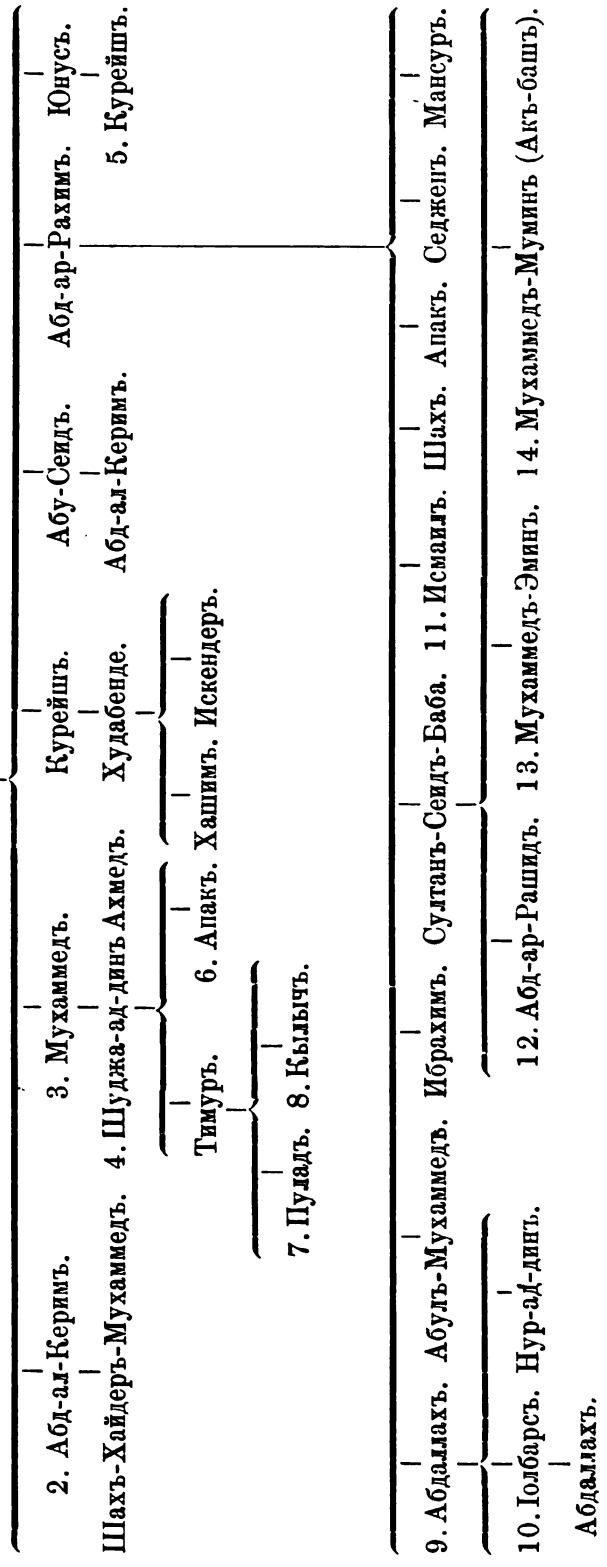 2. Абд-ал-Керимъ. 3. Мухаммедъ. Курейшъ. Абу-Сеидъ. Абд-ар-Рахимъ. Юнусъ.
Шахъ-Хайдеръ-Мухаммедъ. 4. Шуджа-ад-динъ Ахмедъ. Худабенде. Абд-ал-Керимъ. 5. Курейшъ.
Тимуръ. 6. Апакъ. Хашимъ. Искендеръ.
7. Пуладъ. 8. Кылычъ.
9. Абдаллахъ. Абулъ-Мухаммедъ. Ибрахимъ. Султанъ-Сеидъ-Баба. 11. Исмаилъ. Шахъ. Апакъ. Седженъ. Мансуръ.
10. Іолбарсъ. Нур-ад-динъ. 12. Абд-ар-Рашидъ. 13. Мухаммедъ-Эминъ. 14. Мухаммедъ-Муминъ (Акъ-башъ).
Абдаллахъ.